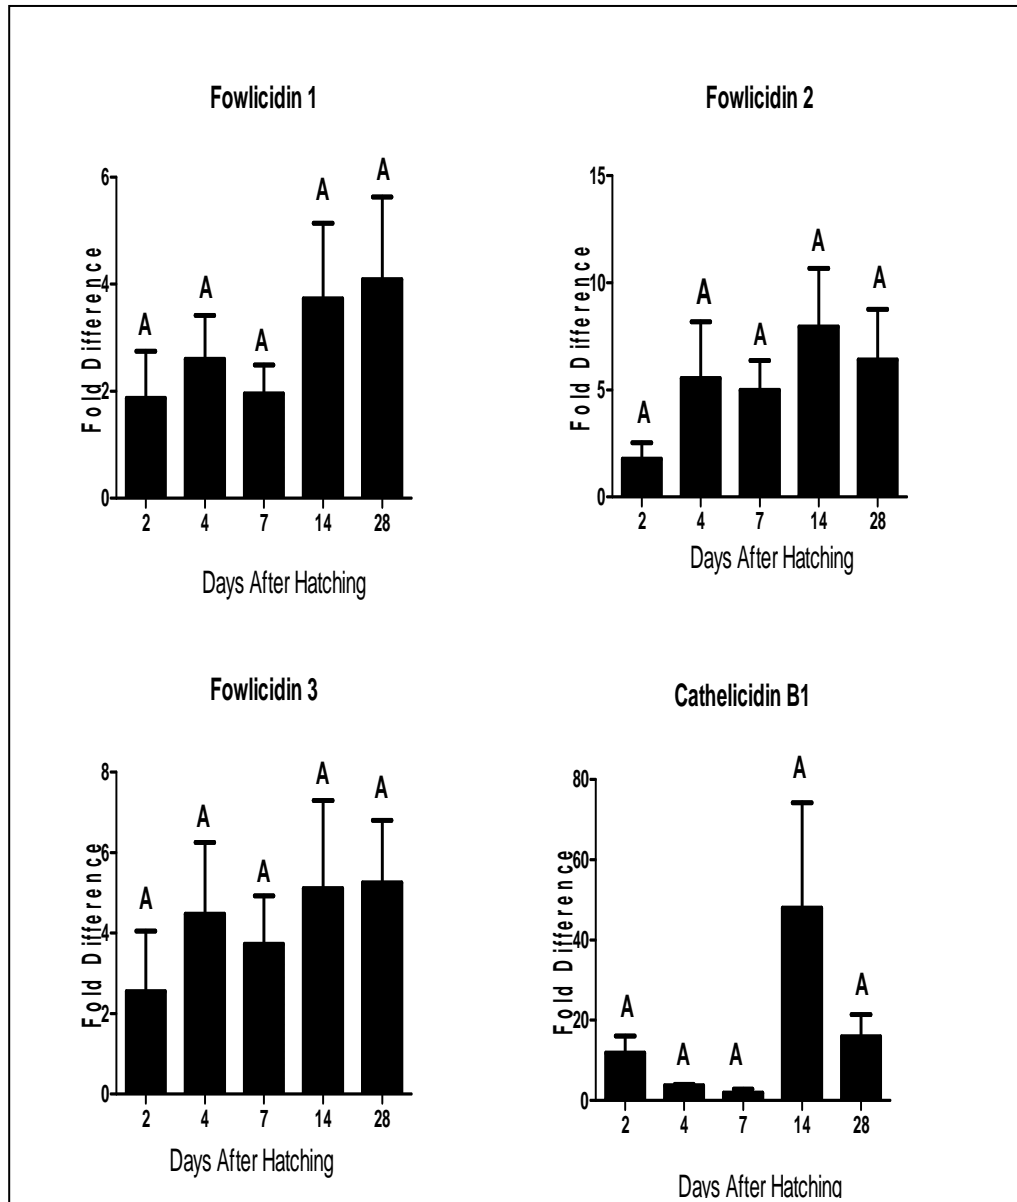 Fowlicidin 1
A A A A A
6
4
2
0
Fold Difference
2 4 7 14 28
Days After Hatching
Fowlicidin 2
A A A A A
15
10
5
0
Fold Difference
2 4 7 14 28
Days After Hatching
Fowlicidin 3
A A A A A
8
6
4
2
0
Fold Difference
2 4 7 14 28
Days After Hatching
Cathelicidin B1
A A A A A
80
60
40
20
0
Fold Difference
2 4 7 14 28
Days After Hatching